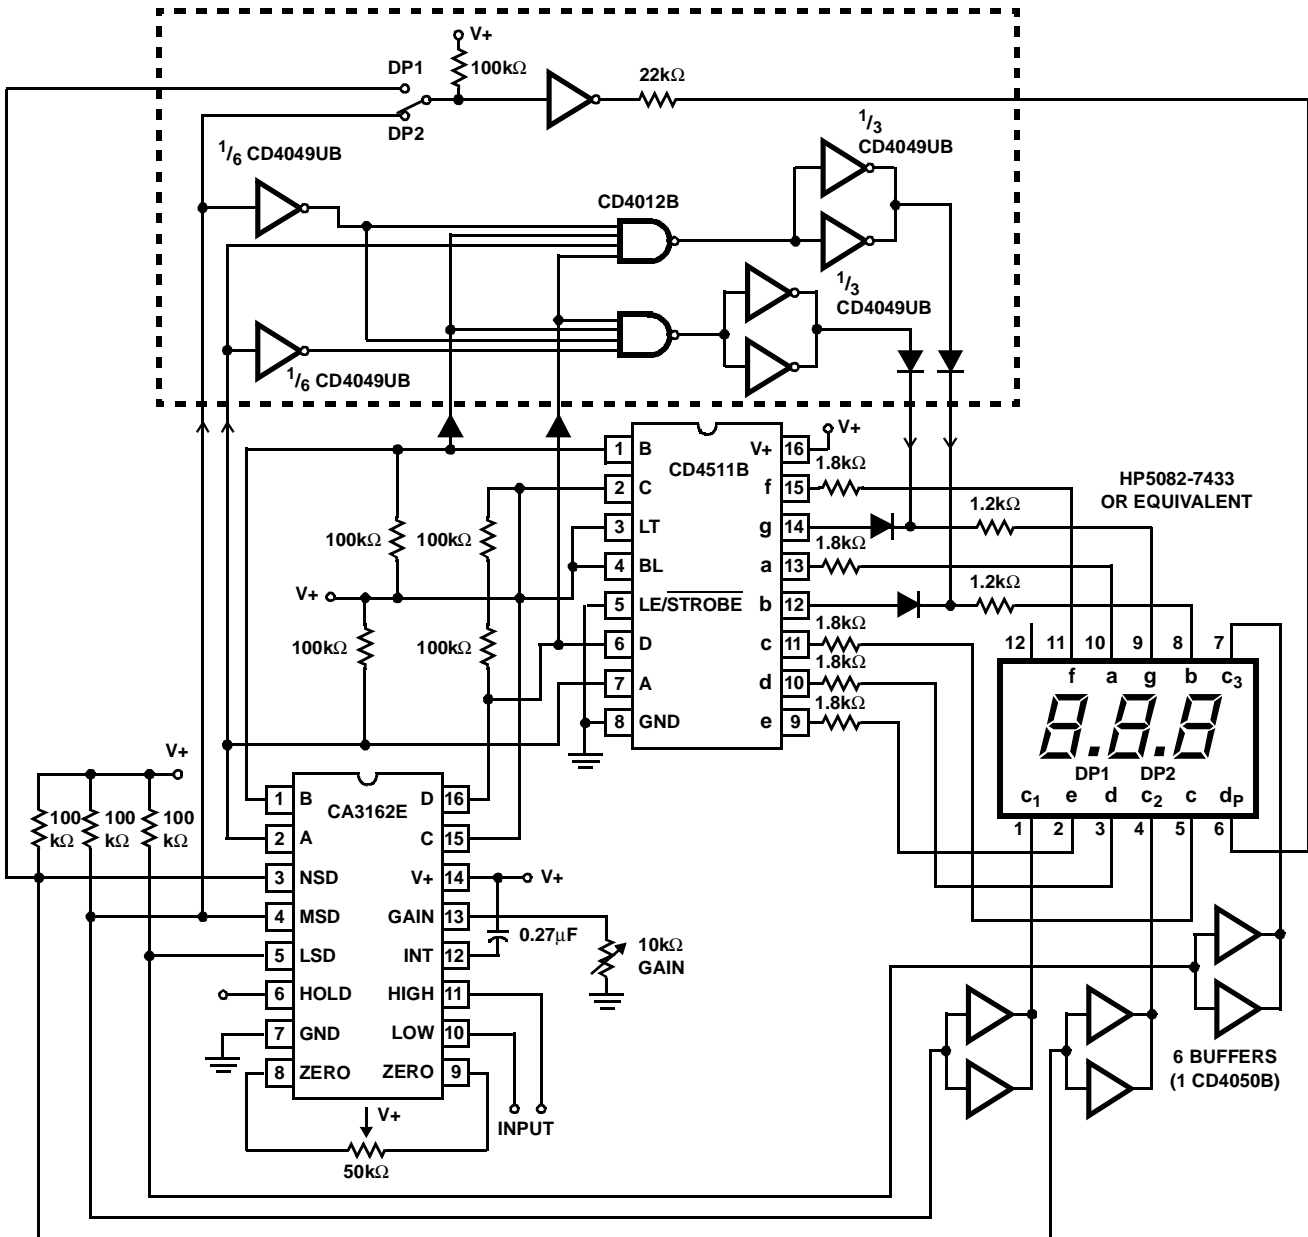 V+
DP1
100kΩ
22kΩ
DP2
1/3
CD4049UB
1/6 CD4049UB
CD4012B
1/3
CD4049UB
1/6 CD4049UB
V+
1 B V+ 16
CD4511B
1.8kΩ
HP5082-7433
OR EQUIVALENT
2 C f 15
1.2kΩ
3 LT g 14
100kΩ 100kΩ
1.8kΩ
4 BL a 13
1.2kΩ
V+
5 LE/STROBE b 12
1.8kΩ
100kΩ 100kΩ
6 D c 11
12 11 10 9 8 7
1.8kΩ
f a g b c3
7 A d 10
1.8kΩ
8 GND e 9
8.8.8
V+
DP1 DP2
c1 e d c2 c dP
1 2 3 4 5 6
1 B D 16
CA3162E
100 kΩ
100 kΩ
100 kΩ
2 A C 15
3 NSD V+ 14
V+
4 MSD GAIN 13
0.27μF
10kΩ
GAIN
5 LSD INT 12
6 HOLD HIGH 11
7 GND LOW 10
8 ZERO ZERO 9
6 BUFFERS
(1 CD4050B)
V+
INPUT
50kΩ